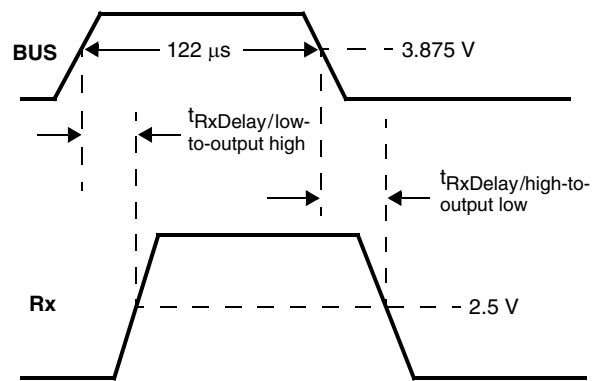 BUS
122 μs
3.875 V
tRxDelay/low-
to-output high
tRxDelay/high-to-
output low
Rx
2.5 V